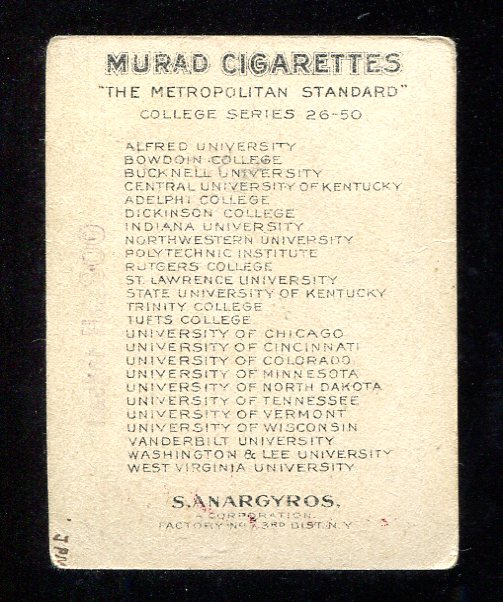 MURAD CIGARETTES
"THE METROPOLITAN STANDARD"
COLLEGE SERIES 26-50
ALFRED UNIVERSITY
BOWDOIN COLLEGE
BUCKNELL UNIVERSITY
CENTRAL UNIVERSITY OF KENTUCKY
ADELPHI COLLEGE
DICKINSON COLLEGE
INDIANA UNIVERSITY
NORTHWESTERN UNIVERSITY
POLYTECHNIC INSTITUTE
RUTGERS COLLEGE
ST. LAWRENCE UNIVERSITY
STATE UNIVERSITY OF KENTUCKY
TRINITY COLLEGE
TUFTS COLLEGE
UNIVERSITY OF CHICAGO
UNIVERSITY OF CINCINNATI
UNIVERSITY OF COLORADO
UNIVERSITY OF MINNESOTA
UNIVERSITY OF NORTH DAKOTA
UNIVERSITY OF TENNESSEE
UNIVERSITY OF VERMONT
UNIVERSITY OF WISCONSIN
VANDERBILT UNIVERSITY
WASHINGTON & LEE UNIVERSITY
WEST VIRGINIA UNIVERSITY
S. ANARGYROS,
A CORPORATION.
FACTORY NO. 3RD DIST. N.Y.